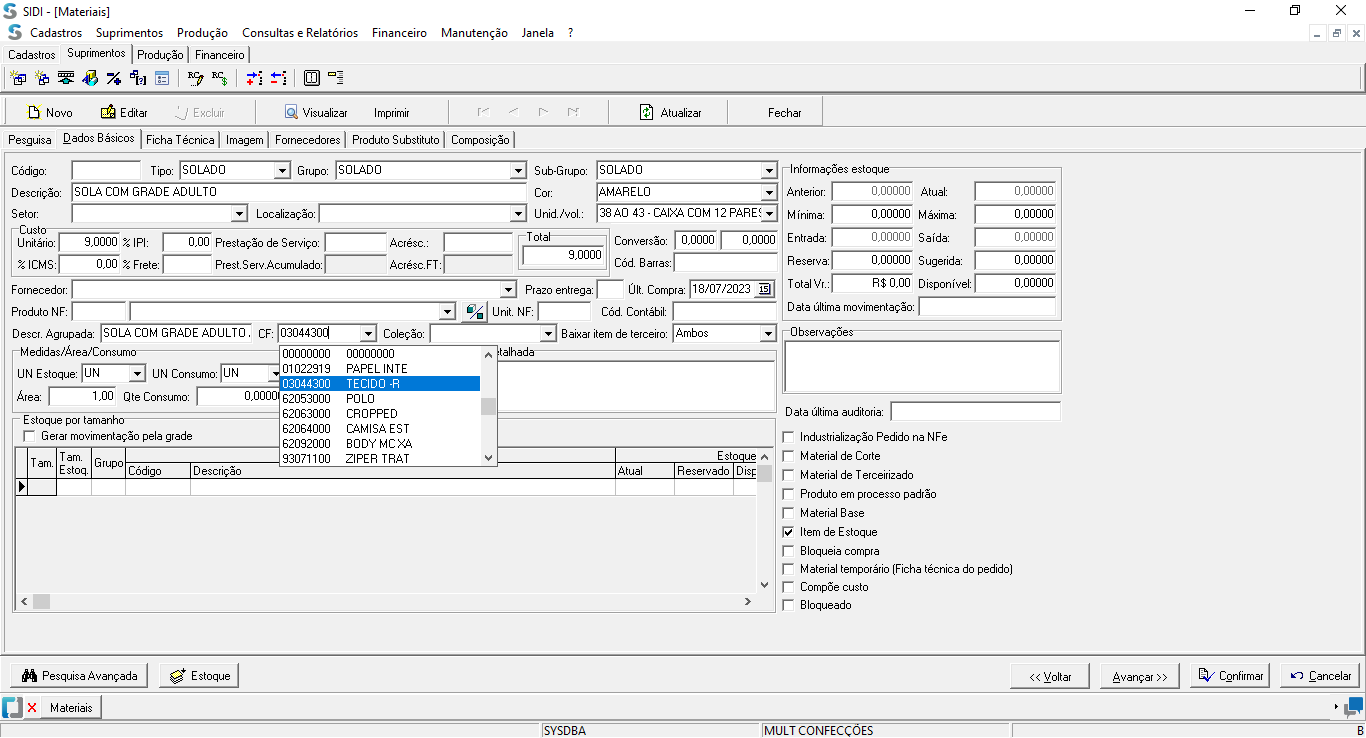 SIDI - [Materiais]
Cadastros Suprimentos Produção Consultas e Relatórios Financeiro Manutenção Janela ?
Cadastros Suprimentos Produção Financeiro
Novo Editar Excluir Visualizar Imprimir Atualizar Fechar
Pesquisa Dados Básicos Ficha Técnica Imagem Fornecedores Produto Substituto Composição
Código: Tipo: SOLADO Grupo: SOLADO Sub-Grupo: SOLADO
Descrição: SOLA COM GRADE ADULTO Cor: AMARELO
Setor: Localização: Unid./vol.: 38 AO 43 - CAIXA COM 12 PARES
Custo
Unitário: 9,0000 % IPI: 0,00 Prestação de Serviço: Acrésc.: Total 9,0000 Conversão: 0,0000 0,0000
% ICMS: 0,00 % Frete: Prest.Serv.Acumulado: Acrésc.FT: Cód. Barras:
Fornecedor: Prazo entrega: Últ. Compra: 18/07/2023 15
Produto NF: Unit. NF: Cód. Contábil:
Descr. Agrupada: SOLA COM GRADE ADULTO . CF: 03044300 Coleção: Baixar item de terceiro: Ambos
00000000 00000000
01022919 PAPEL INTE
03044300 TECIDO -R
62053000 POLO
62063000 CROPPED
62064000 CAMISA EST
62092000 BODY MC XA
93071100 ZIPER TRAT
Medidas/Área/Consumo etalhada
UN Estoque: UN UN Consumo: UN
Área: 1,00 Qte Consumo: 0,0000
Estoque por tamanho
Gerar movimentação pela grade
Tam. Tam. Estoq. Grupo Código Descrição Estoque Atual Reservado Disp
Informações estoque
Anterior: 0,00000 Atual: 0,00000
Mínima: 0,00000 Máxima: 0,00000
Entrada: 0,00000 Saída: 0,00000
Reserva: 0,00000 Sugerida: 0,00000
Total Vr.: R$ 0,00 Disponível: 0,00000
Data última movimentação:
Observações
Data última auditoria:
Industrialização Pedido na NFe
Material de Corte
Material de Terceirizado
Produto em processo padrão
Material Base
Item de Estoque
Bloqueia compra
Material temporário (Ficha técnica do pedido)
Compõe custo
Bloqueado
Pesquisa Avançada Estoque << Voltar Avançar >> Confirmar Cancelar
Materiais
SYSDBA MULT CONFECÇÕES B